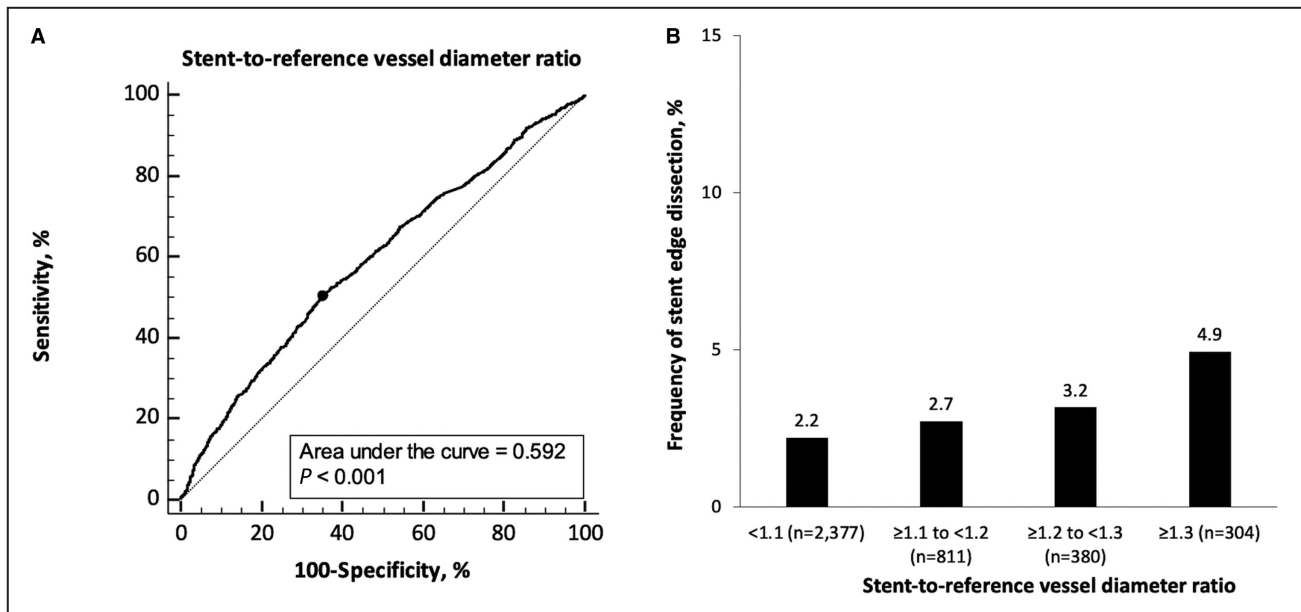 A
Stent-to-reference vessel diameter ratio
Sensitivity, %
100
80
60
40
20
0
Area under the curve = 0.592
P < 0.001
0 20 40 60 80 100
100-Specificity, %
B
Frequency of stent edge dissection, %
15
10
5
0
2.2
2.7
3.2
4.9
<1.1 (n=2,377)
≥1.1 to <1.2
(n=811)
≥1.2 to <1.3
(n=380)
≥1.3 (n=304)
Stent-to-reference vessel diameter ratio